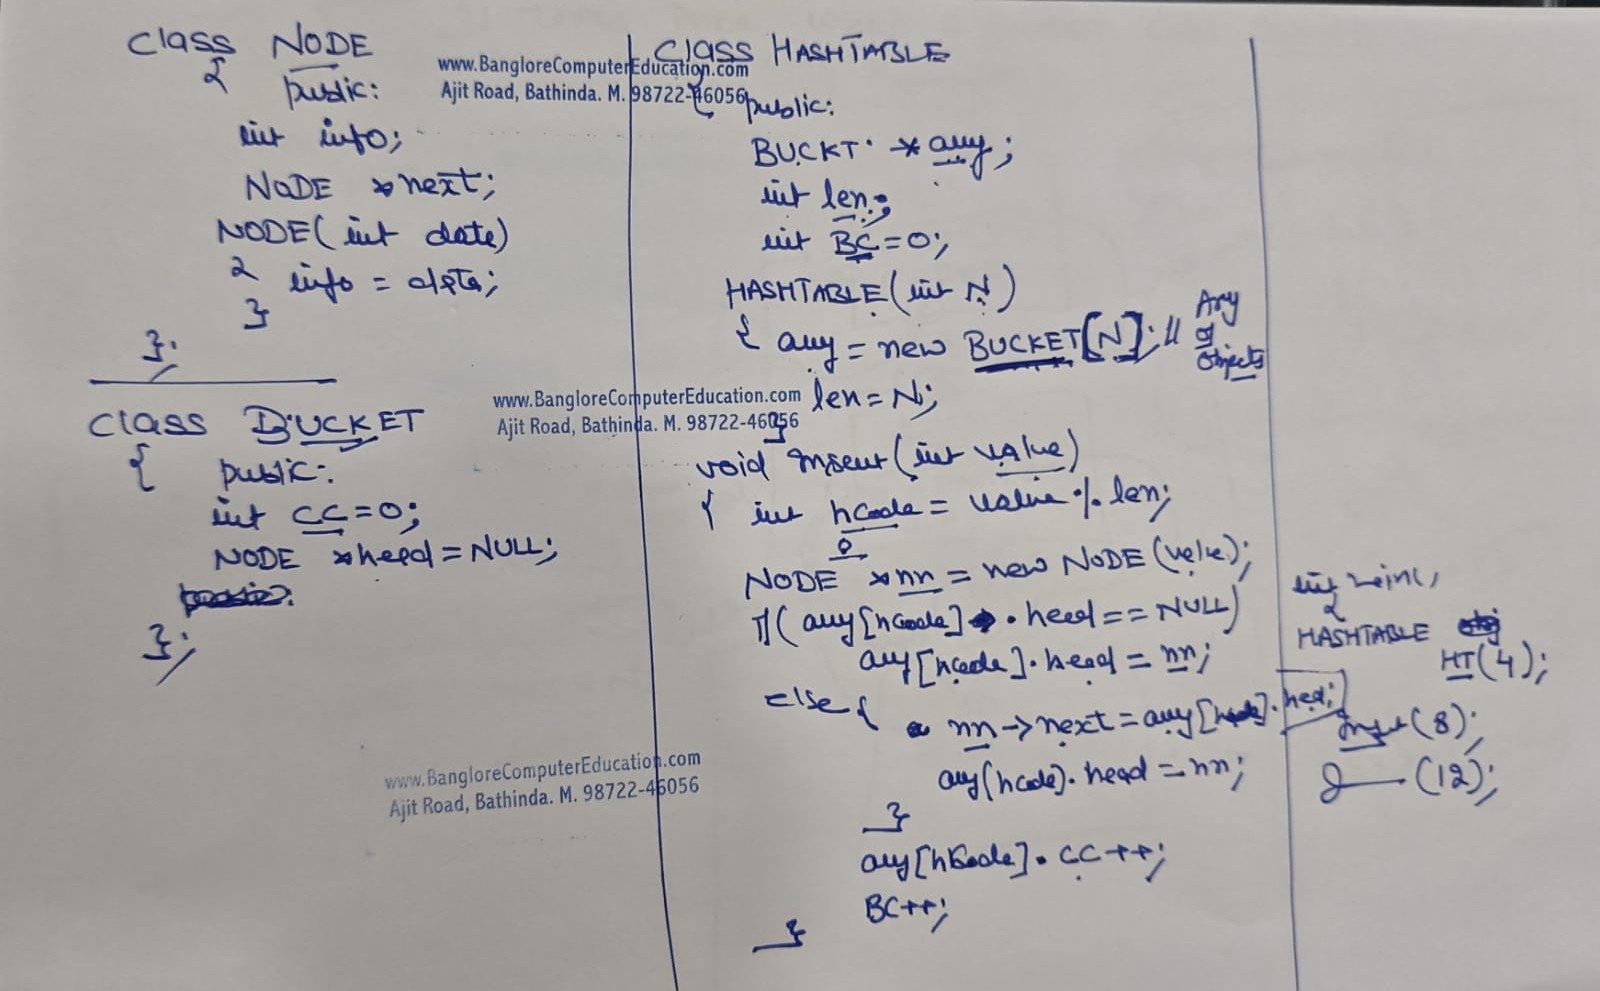 class NODE
{ public:
int info;
NODE *next;
NODE(int data)
{ info = data;
}
};
class BUCKET
{ public:
int CC=0;
NODE *head=NULL;
};
www.BangloreComputerEducation.com
Ajit Road, Bathinda. M. 98722-46056
www.BangloreComputerEducation.com
Ajit Road, Bathinda. M. 98722-46056
www.BangloreComputerEducation.com
Ajit Road, Bathinda. M. 98722-46056
class HASHTABLE
{ public:
BUCKT *arry;
int len;
int BC=0;
HASHTABLE(int N)
{ arry = new BUCKET[N]; // Arry
of
Objects
len=N;
}
void Insert(int value)
{ int hCode = value % len;
0
NODE *nn = new NODE(value);
if(arry[hCode].head==NULL)
arry[hCode].head=nn;
else {
nn->next=arry[hCode].head;
arry[hCode].head=nn;
}
arry[hCode].CC++;
BC++;
}
int main()
{
HASHTABLE
HT(4);
Insert(8);
(12);